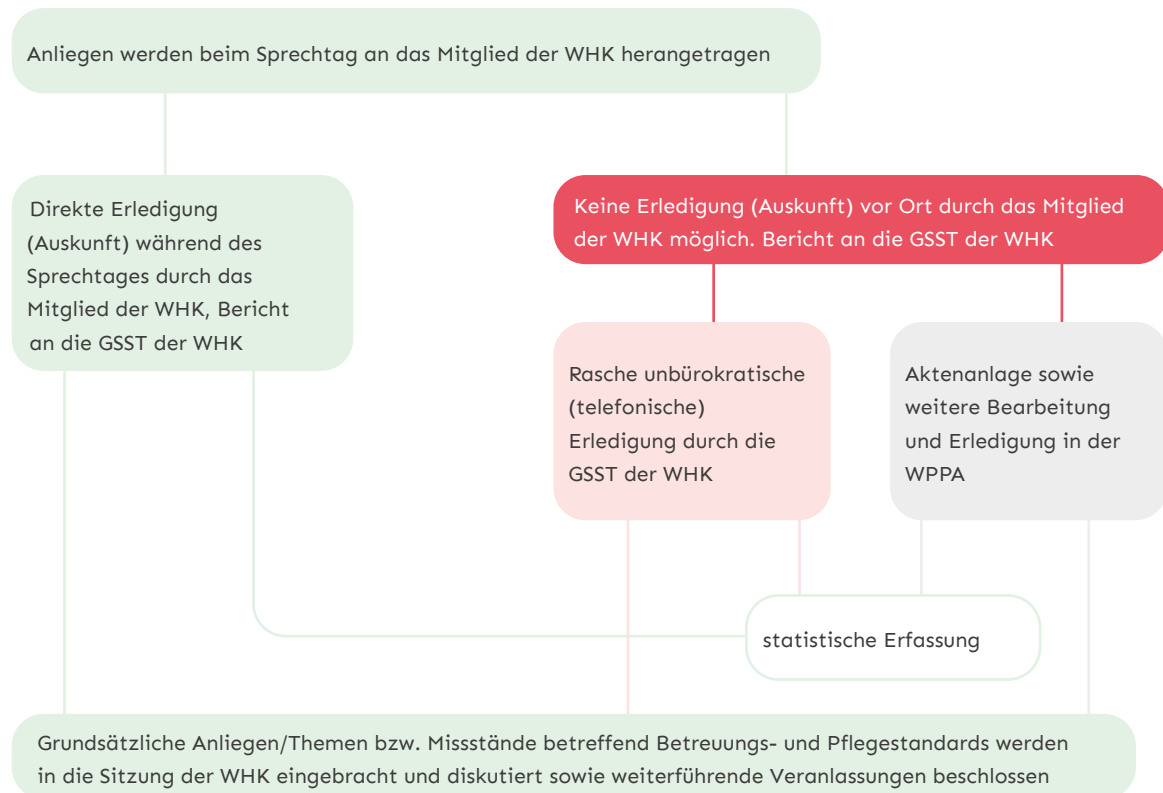 Anliegen werden beim Sprechtag an das Mitglied der WHK herangetragen
Direkte Erledigung
(Auskunft) während des
Sprechtages durch das
Mitglied der WHK, Bericht
an die GSST der WHK
Keine Erledigung (Auskunft) vor Ort durch das Mitglied
der WHK möglich. Bericht an die GSST der WHK
Rasche unbürokratische
(telefonische)
Erledigung durch die
GSST der WHK
Aktenanlage sowie
weitere Bearbeitung
und Erledigung in der
WPPA
statistische Erfassung
Grundsätzliche Anliegen/Themen bzw. Missstände betreffend Betreuungs- und Pflegestandards werden
in die Sitzung der WHK eingebracht und diskutiert sowie weiterführende Veranlassungen beschlossen